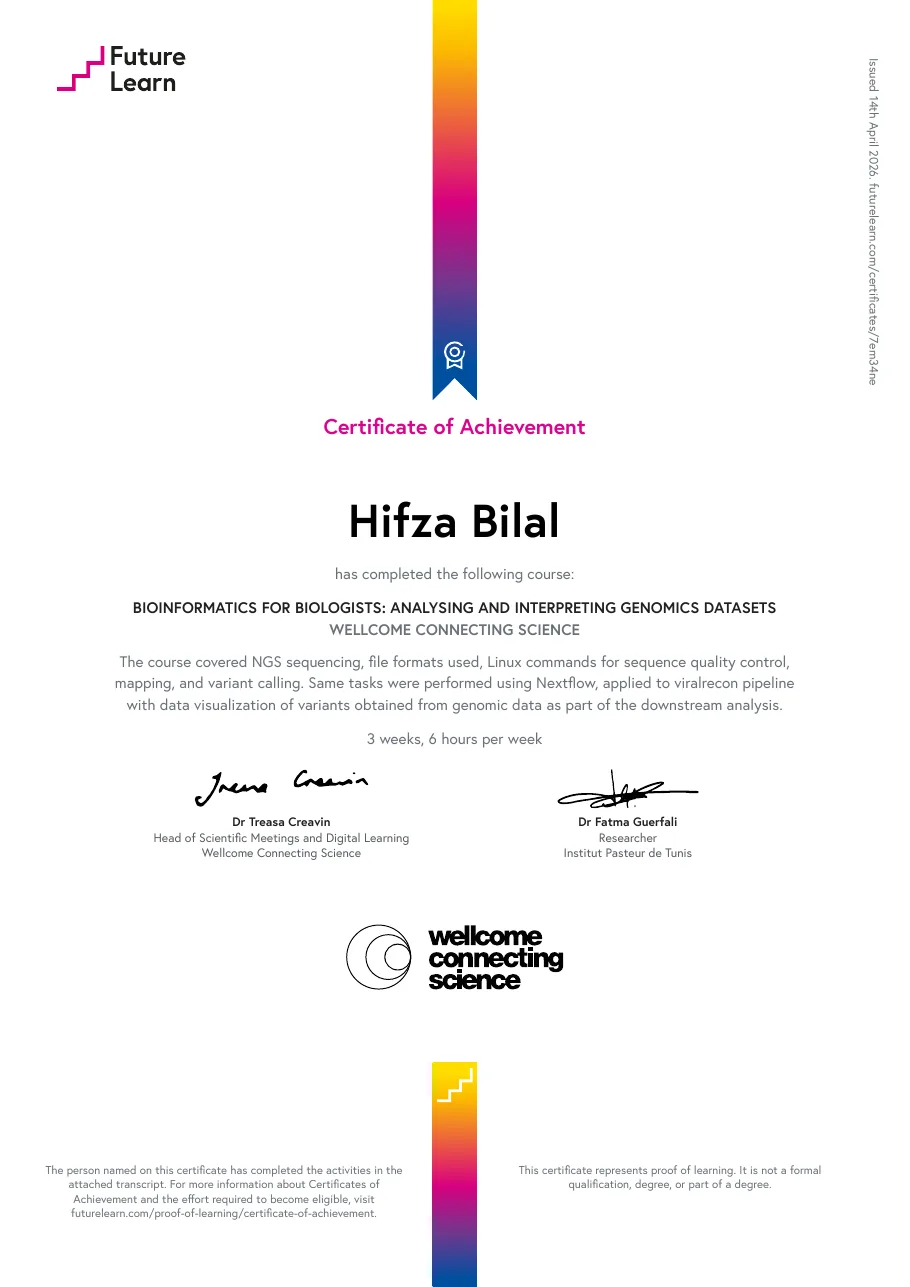 Future
Learn
Issued 14th April 2026. futurelearn.com/certificates/7em34ne
Certificate of Achievement
Hifza Bilal
has completed the following course:
BIOINFORMATICS FOR BIOLOGISTS: ANALYSING AND INTERPRETING GENOMICS DATASETS
WELLCOME CONNECTING SCIENCE
The course covered NGS sequencing, file formats used, Linux commands for sequence quality control,
mapping, and variant calling. Same tasks were performed using Nextflow, applied to viralrecon pipeline
with data visualization of variants obtained from genomic data as part of the downstream analysis.
3 weeks, 6 hours per week
Treasa Creavin
Dr Treasa Creavin
Head of Scientific Meetings and Digital Learning
Wellcome Connecting Science
Dr Fatma Guerfali
Researcher
Institut Pasteur de Tunis
wellcome
connecting
science
The person named on this certificate has completed the activities in the
attached transcript. For more information about Certificates of
Achievement and the effort required to become eligible, visit
futurelearn.com/proof-of-learning/certificate-of-achievement.
This certificate represents proof of learning. It is not a formal
qualification, degree, or part of a degree.